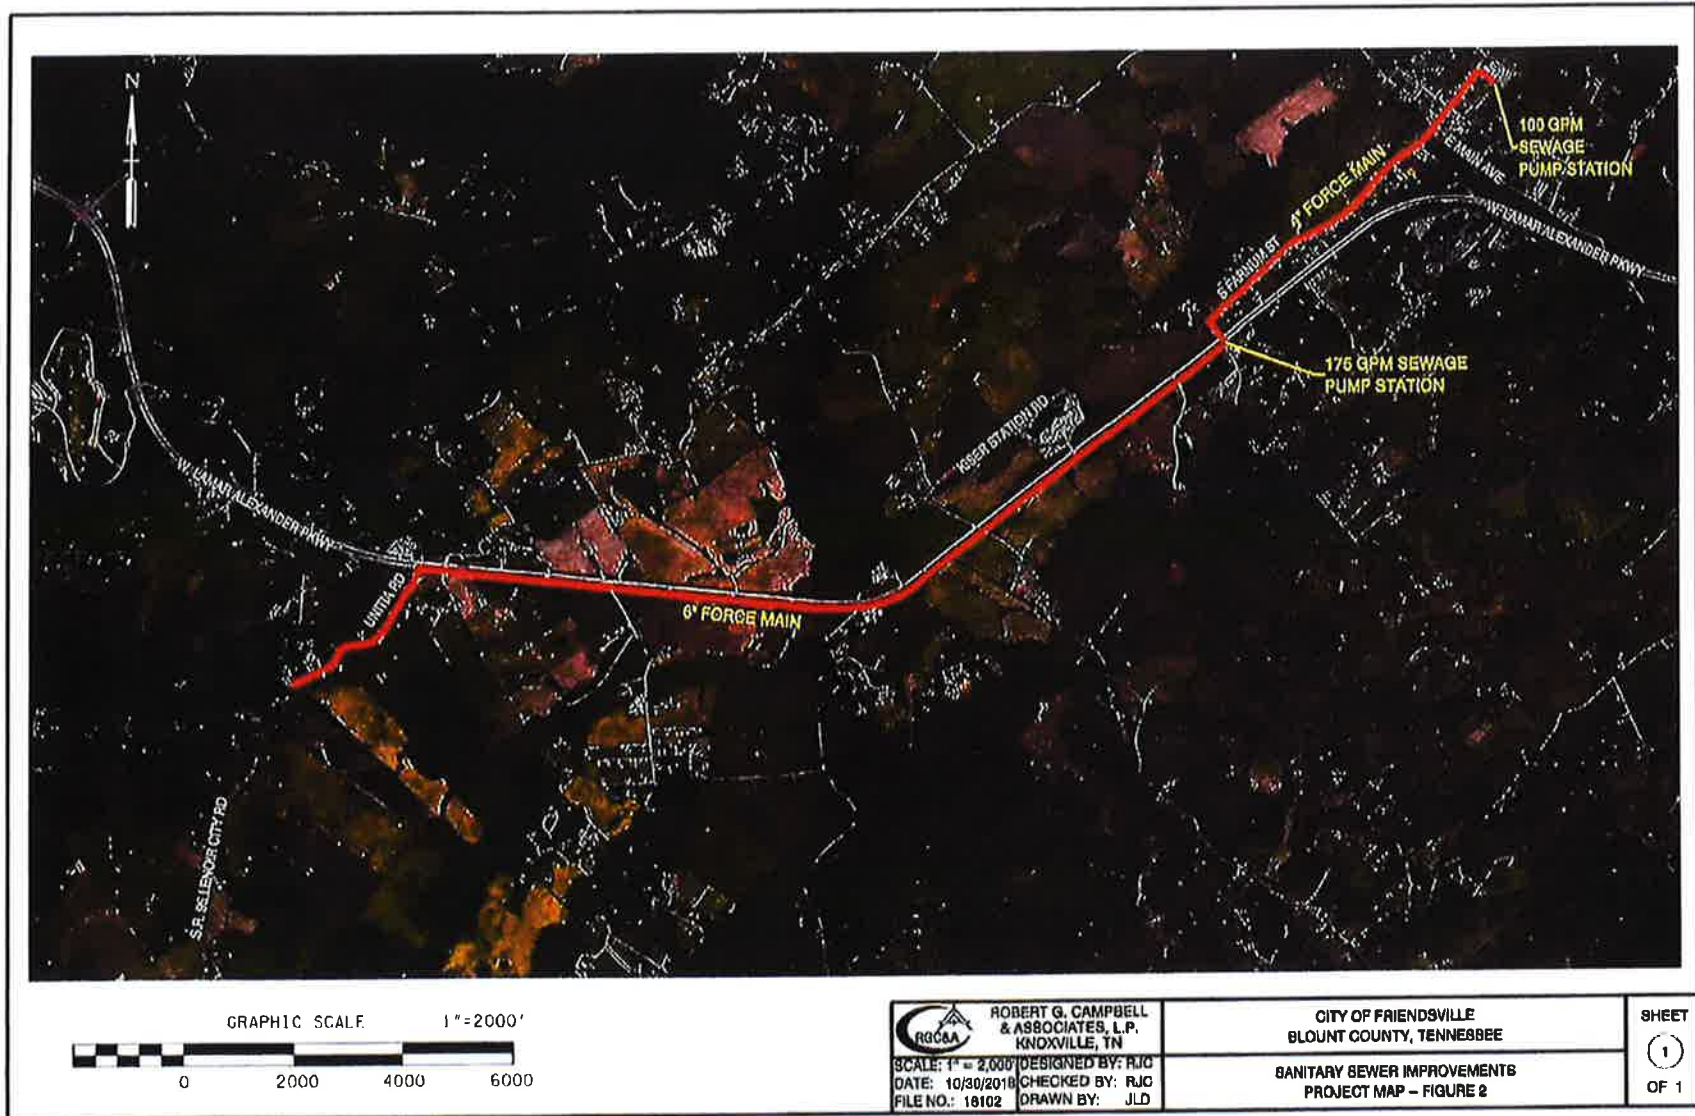 N
100 GPM
SEWAGE
PUMP STATION
E MAIN AVE
4" FORCE MAIN
W. LAMAR ALEXANDER PKWY
S FARNUM ST
175 GPM SEWAGE
PUMP STATION
KISER STATION RD
W. LAMAR ALEXANDER PKWY
UNITIA RD
6" FORCE MAIN
S.R. 95 LENOIR CITY RD
GRAPHIC SCALE 1"=2000'
0 2000 4000 6000
RGC&A
ROBERT G. CAMPBELL
& ASSOCIATES, L.P.
KNOXVILLE, TN
SCALE: 1" = 2,000' DESIGNED BY: RJC
DATE: 10/30/2018 CHECKED BY: RJC
FILE NO.: 18102 DRAWN BY: JLD
CITY OF FRIENDSVILLE
BLOUNT COUNTY, TENNESSEE
SANITARY SEWER IMPROVEMENTS
PROJECT MAP – FIGURE 2
SHEET
1
OF 1